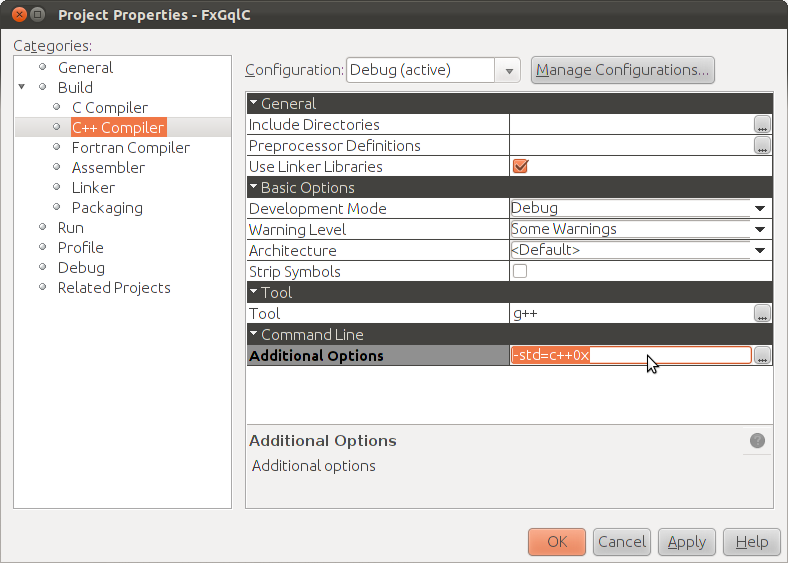 Project Properties - FxGqlC
Categories:
General
Build
C Compiler
C++ Compiler
Fortran Compiler
Assembler
Linker
Packaging
Run
Profile
Debug
Related Projects
Configuration: Debug (active) Manage Configurations...
General
Include Directories ...
Preprocessor Definitions ...
Use Linker Libraries
Basic Options
Development Mode Debug
Warning Level Some Warnings
Architecture <Default>
Strip Symbols
Tool
Tool g++ ...
Command Line
Additional Options -std=c++0x ...
Additional Options ?
Additional options
OK Cancel Apply Help